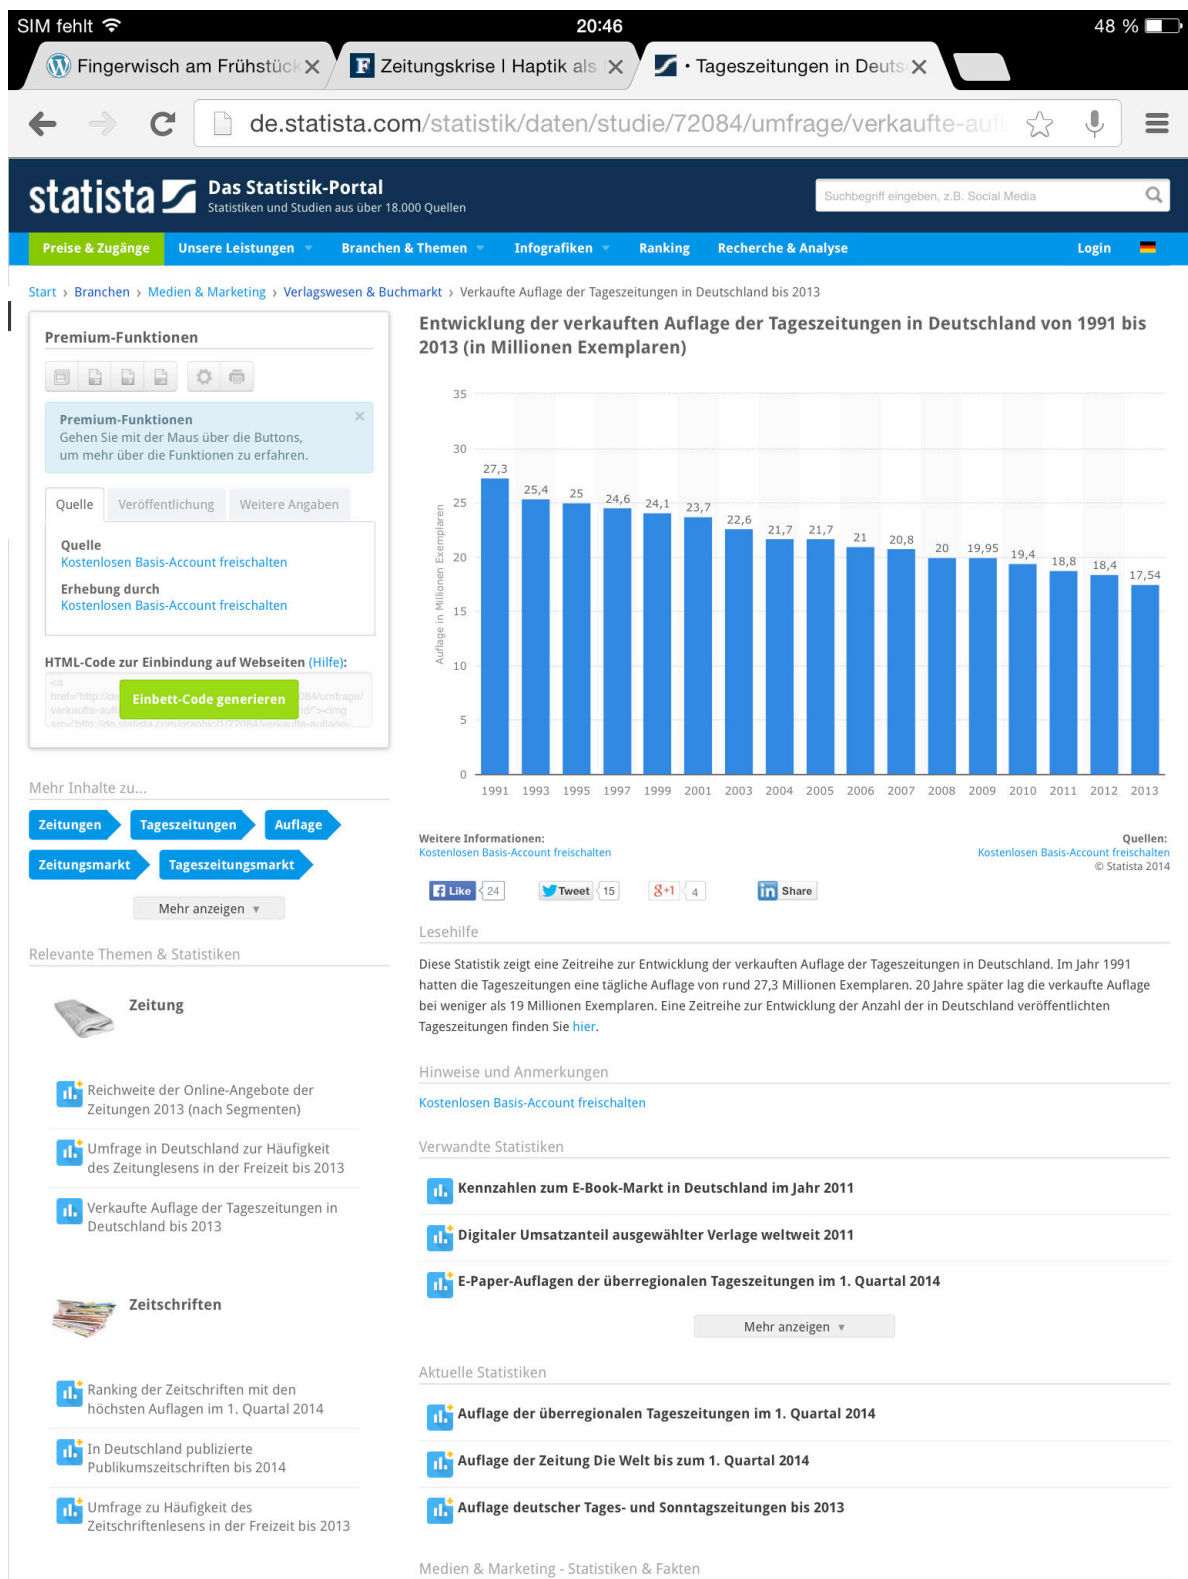 SIM fehlt 20:46 48 %
Fingerwisch am Frühstück Zeitungskrise | Haptik als • Tageszeitungen in Deuts
de.statista.com/statistik/daten/studie/72084/umfrage/verkaufte-aufl
statista Das Statistik-Portal
Statistiken und Studien aus über 18.000 Quellen
Suchbegriff eingeben, z.B. Social Media
Preise & Zugänge Unsere Leistungen Branchen & Themen Infografiken Ranking Recherche & Analyse Login
Start › Branchen › Medien & Marketing › Verlagswesen & Buchmarkt › Verkaufte Auflage der Tageszeitungen in Deutschland bis 2013
Premium-Funktionen
Premium-Funktionen
Gehen Sie mit der Maus über die Buttons,
um mehr über die Funktionen zu erfahren.
Quelle Veröffentlichung Weitere Angaben
Quelle
Kostenlosen Basis-Account freischalten
Erhebung durch
Kostenlosen Basis-Account freischalten
HTML-Code zur Einbindung auf Webseiten (Hilfe):
<a
Einbett-Code generieren
Mehr Inhalte zu...
Zeitungen Tageszeitungen Auflage
Zeitungsmarkt Tageszeitungsmarkt
Mehr anzeigen
Relevante Themen & Statistiken
Zeitung
Reichweite der Online-Angebote der
Zeitungen 2013 (nach Segmenten)
Umfrage in Deutschland zur Häufigkeit
des Zeitunglesens in der Freizeit bis 2013
Verkaufte Auflage der Tageszeitungen in
Deutschland bis 2013
Zeitschriften
Ranking der Zeitschriften mit den
höchsten Auflagen im 1. Quartal 2014
In Deutschland publizierte
Publikumszeitschriften bis 2014
Umfrage zu Häufigkeit des
Zeitschriftenlesens in der Freizeit bis 2013
Entwicklung der verkauften Auflage der Tageszeitungen in Deutschland von 1991 bis
2013 (in Millionen Exemplaren)
Auflage in Millionen Exemplaren
35
30
25
20
15
10
5
0
27,3 25,4 25 24,6 24,1 23,7 22,6 21,7 21,7 21 20,8 20 19,95 19,4 18,8 18,4 17,54
1991 1993 1995 1997 1999 2001 2003 2004 2005 2006 2007 2008 2009 2010 2011 2012 2013
Weitere Informationen: Quellen:
Kostenlosen Basis-Account freischalten Kostenlosen Basis-Account freischalten
© Statista 2014
Like 24 Tweet 15 g+1 4 in Share
Lesehilfe
Diese Statistik zeigt eine Zeitreihe zur Entwicklung der verkauften Auflage der Tageszeitungen in Deutschland. Im Jahr 1991
hatten die Tageszeitungen eine tägliche Auflage von rund 27,3 Millionen Exemplaren. 20 Jahre später lag die verkaufte Auflage
bei weniger als 19 Millionen Exemplaren. Eine Zeitreihe zur Entwicklung der Anzahl der in Deutschland veröffentlichten
Tageszeitungen finden Sie hier.
Hinweise und Anmerkungen
Kostenlosen Basis-Account freischalten
Verwandte Statistiken
Kennzahlen zum E-Book-Markt in Deutschland im Jahr 2011
Digitaler Umsatzanteil ausgewählter Verlage weltweit 2011
E-Paper-Auflagen der überregionalen Tageszeitungen im 1. Quartal 2014
Mehr anzeigen
Aktuelle Statistiken
Auflage der überregionalen Tageszeitungen im 1. Quartal 2014
Auflage der Zeitung Die Welt bis zum 1. Quartal 2014
Auflage deutscher Tages- und Sonntagszeitungen bis 2013
Medien & Marketing - Statistiken & Fakten